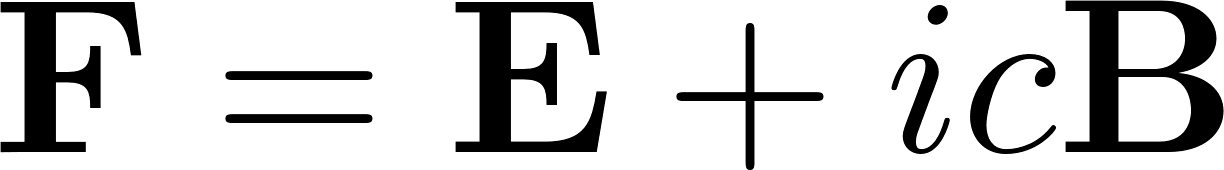 𝐅 = 𝐄 + 𝑖𝑐𝐁